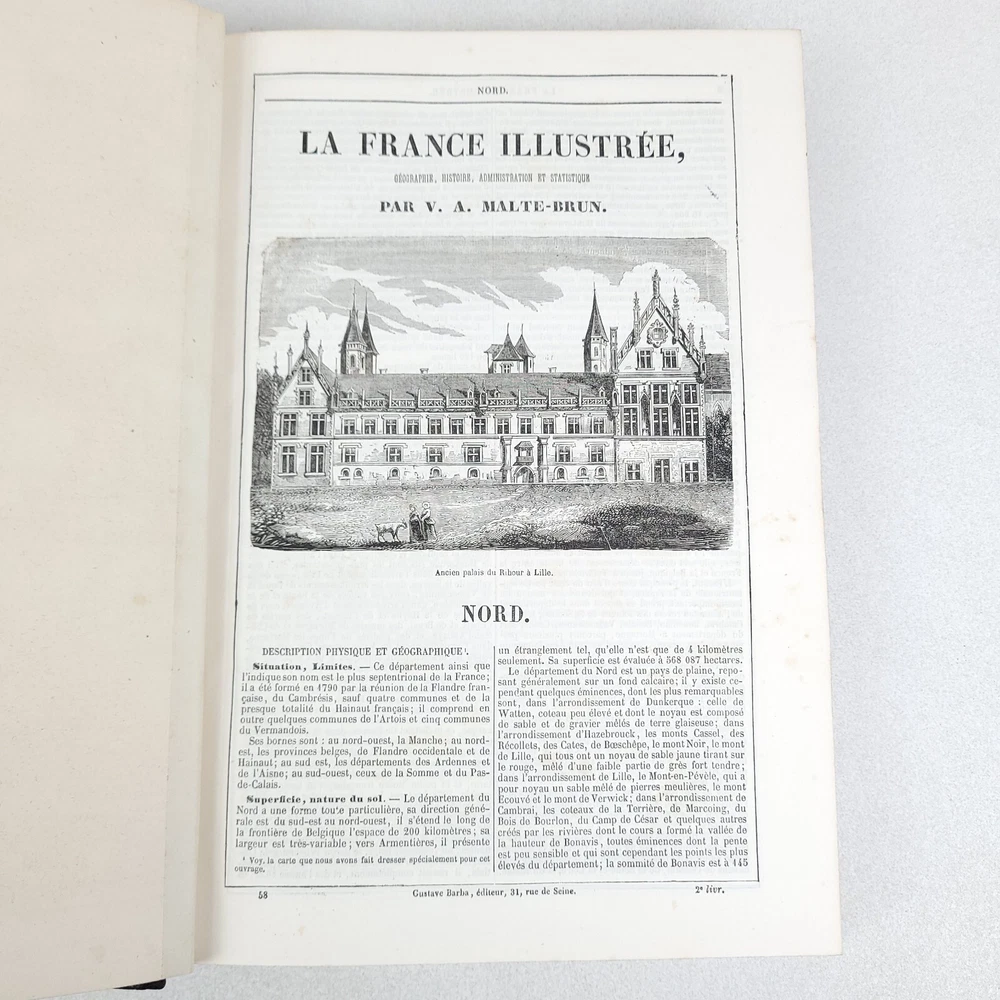 NORD.
LA FRANCE ILLUSTRÉE,
GÉOGRAPHIE, HISTOIRE, ADMINISTRATION ET STATISTIQUE
PAR V. A. MALTE-BRUN.
Ancien palais du Rihour à Lille.
NORD.
DESCRIPTION PHYSIQUE ET GÉOGRAPHIQUE¹.
Situation, Limites. — Ce département ainsi que
l'indique son nom est le plus septentrional de la France;
il a été formé en 1790 par la réunion de la Flandre fran-
çaise, du Cambrésis, sauf quatre communes et de la
presque totalité du Hainaut français; il comprend en
outre quelques communes de l'Artois et cinq communes
du Vermandois.
Ses bornes sont : au nord-ouest, la Manche; au nord-
est, les provinces belges, de Flandre occidentale et de
Hainaut; au sud est, les départements des Ardennes et
de l'Aisne; au sud-ouest, ceux de la Somme et du Pas-
de-Calais.
Superficie, nature du sol. — Le département du
Nord a une forme toute particulière, sa direction géné-
rale est du sud-est au nord-ouest, il s'étend le long de
la frontière de Belgique l'espace de 200 kilomètres; sa
largeur est très-variable; vers Armentières, il présente
¹ Voy. la carte que nous avons fait dresser spécialement pour cet
ouvrage.
un étranglement tel, qu'elle n'est que de 4 kilomètres
seulement. Sa superficie est évaluée à 568 087 hectares.
Le département du Nord est un pays de plaine, repo-
sant généralement sur un fond calcaire; il y existe ce-
pendant quelques éminences, dont les plus remarquables
sont, dans l'arrondissement de Dunkerque : celle de
Watten, coteau peu élevé et dont le noyau est composé
de sable et de gravier mêlés de terre glaiseuse; dans
l'arrondissement d'Hazebrouck, les monts Cassel, des
Récollets, des Cates, de Bœschêpe, le mont Noir, le mont
de Lille, qui tous ont un noyau de sable jaune tirant sur
le rouge, mêlé d'une faible partie de grès fort tendre;
dans l'arrondissement de Lille, le Mont-en-Pévèle, qui a
pour noyau un sable mêlé de pierres meulières, le mont
Ecouvé et le mont de Verwick; dans l'arrondissement de
Cambrai, les coteaux de la Terrière, de Marcoing, du
Bois de Bourlon, du Camp de César et quelques autres
créés par les rivières dont le cours a formé la vallée de
la hauteur de Bonavis, toutes éminences dont la pente
est peu sensible et qui sont cependant les points les plus
élevés du département; la sommité de Bonavis est à 145
58
Gustave Barba, éditeur, 31, rue de Seine.
2ᵉ livr.